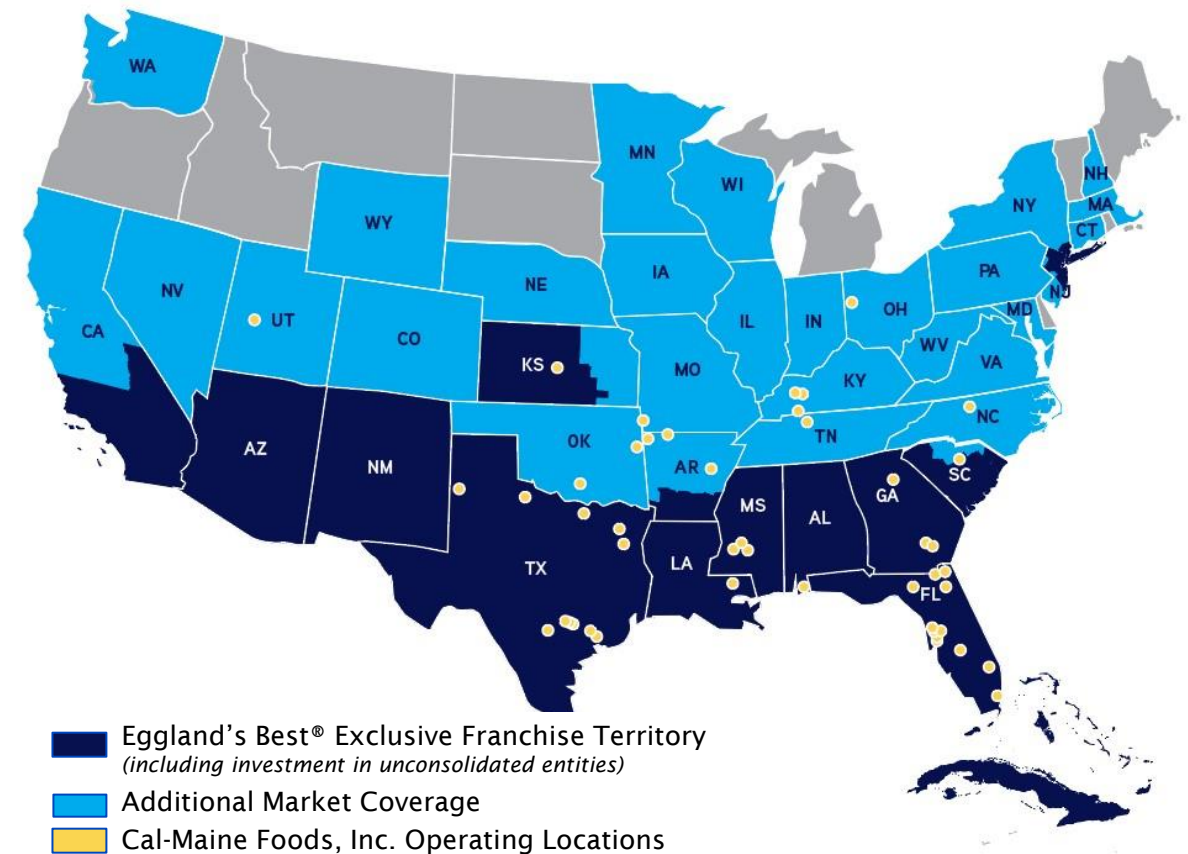 WA
MN
WI
NH
MA
NY
CT
WY
IA
NE
PA
NJ
NV
UT
CO
IL
IN
OH
MD
CA
KS
MO
WV
VA
KY
NC
TN
AZ
NM
OK
AR
SC
GA
MS
AL
TX
LA
FL
Eggland's Best® Exclusive Franchise Territory
(including investment in unconsolidated entities)
Additional Market Coverage
Cal-Maine Foods, Inc. Operating Locations